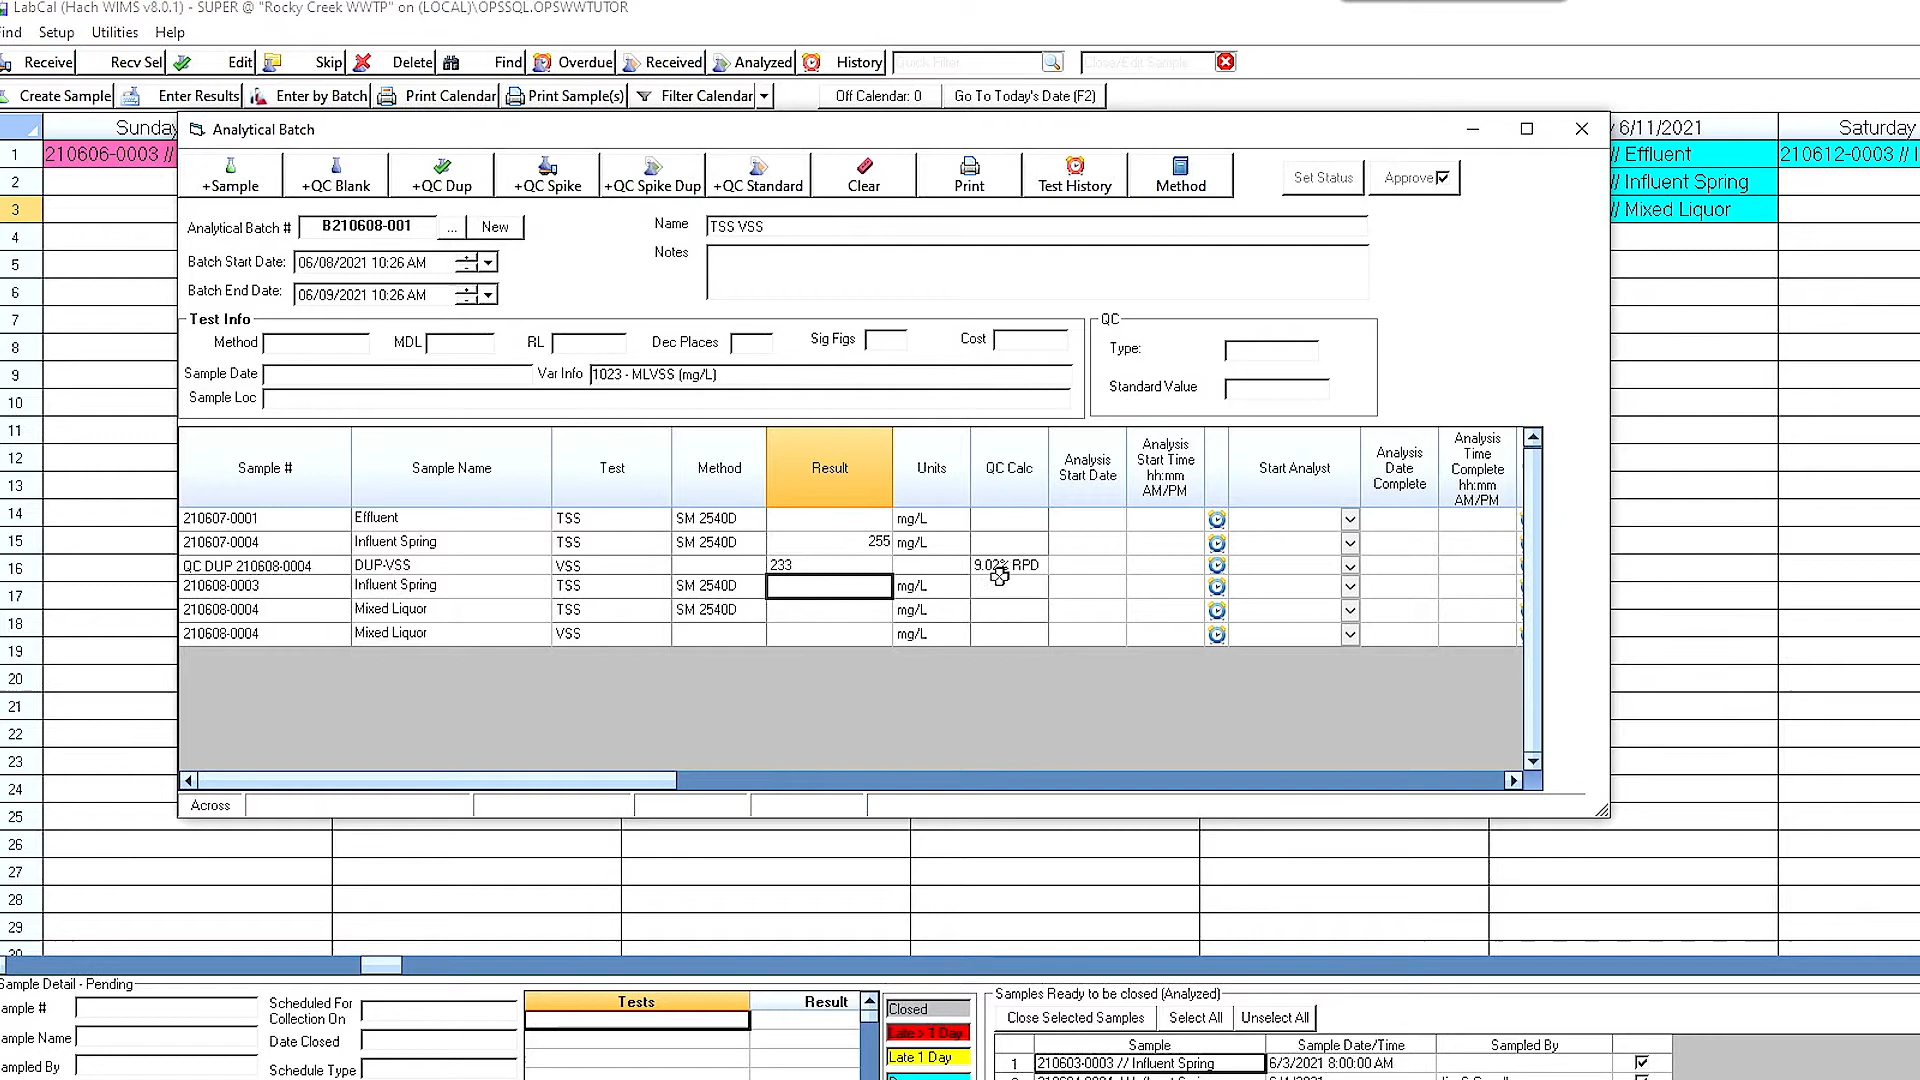 LabCal (Hach WIMS v8.0.1) - SUPER @ "Rocky Creek WWTP" on (LOCAL)\OPSSQL.OPSWWTUTOR
Find Setup Utilities Help
Receive Recv Sel Edit Skip Delete Find Overdue Received Analyzed History Quick Filter Close/Edit Sample
Create Sample Enter Results Enter by Batch Print Calendar Print Sample(s) Filter Calendar Off Calendar: 0 Go To Today's Date (F2)
Sunday 6/11/2021 Saturday
1 210606-0003 // // Effluent 210612-0003 // I
2 // Influent Spring
3 // Mixed Liquor
4
5
6
7
8
9
10
11
12
13
14
15
16
17
18
19
20
21
22
23
24
25
26
27
28
29
30
Analytical Batch
+Sample +QC Blank +QC Dup +QC Spike +QC Spike Dup +QC Standard Clear Print Test History Method Set Status Approve
Analytical Batch # B210608-001 ... New Name TSS VSS
Batch Start Date: 06/08/2021 10:26 AM Notes
Batch End Date: 06/09/2021 10:26 AM
Test Info QC
Method MDL RL Dec Places Sig Figs Cost Type:
Sample Date Var Info 1023 - MLVSS (mg/L) Standard Value
Sample Loc
Sample # Sample Name Test Method Result Units QC Calc Analysis Start Date Analysis Start Time hh:mm AM/PM Start Analyst Analysis Date Complete Analysis Time Complete hh:mm AM/PM
210607-0001 Effluent TSS SM 2540D mg/L
210607-0004 Influent Spring TSS SM 2540D 255 mg/L
QC DUP 210608-0004 DUP-VSS VSS 233 9.02% RPD
210608-0003 Influent Spring TSS SM 2540D mg/L
210608-0004 Mixed Liquor TSS SM 2540D mg/L
210608-0004 Mixed Liquor VSS mg/L
Across
Sample Detail - Pending
ample #
ample Name
ampled By
Scheduled For
Collection On
Date Closed
Schedule Type
Tests Result
Closed
Late > 1 Day
Late 1 Day
Samples Ready to be closed (Analyzed)
Close Selected Samples Select All Unselect All
Sample Sample Date/Time Sampled By
1 210603-0003 // Influent Spring 6/3/2021 8:00:00 AM